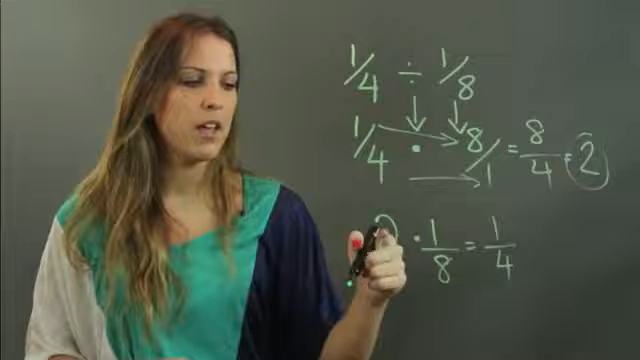 1/4 ÷ 1/8
1/4 · 8/1 = 8/4 = 2
2 · 1/8 = 1/4